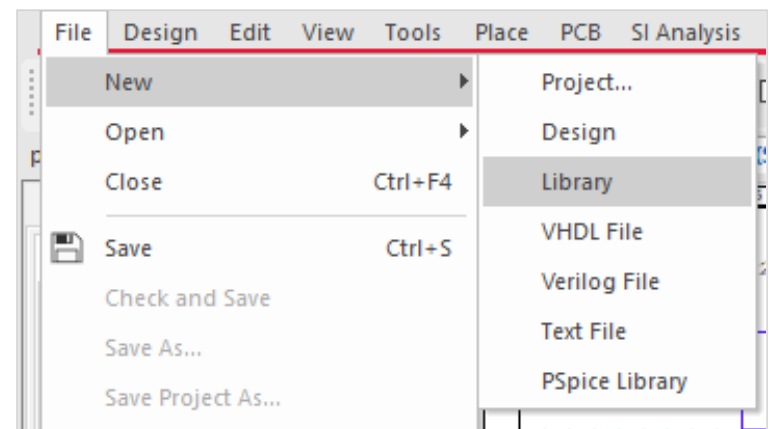 File Design Edit View Tools Place PCB SI Analysis
New
Open
Close Ctrl+F4
Save Ctrl+S
Check and Save
Save As...
Save Project As...
Project...
Design
Library
VHDL File
Verilog File
Text File
PSpice Library